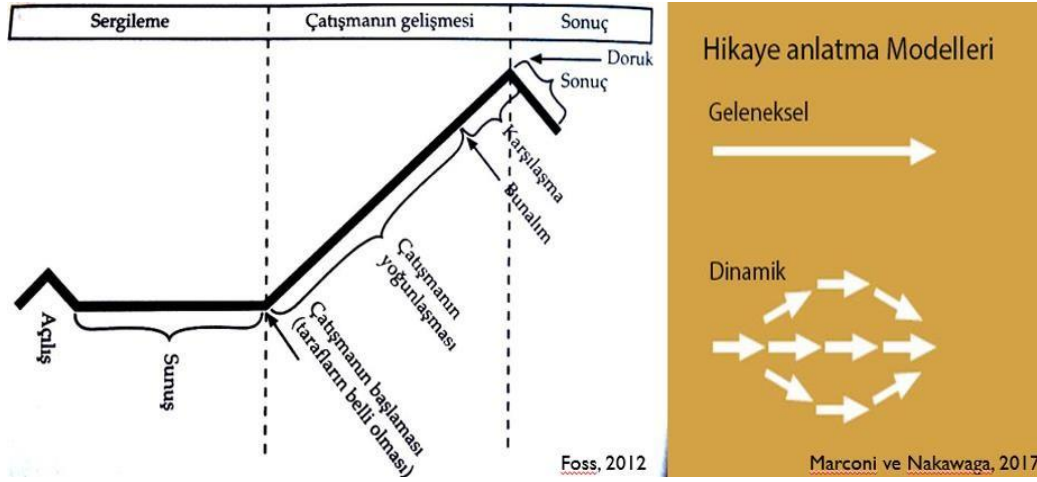 Sergileme
Çatışmanın gelişmesi
Sonuç
Doruk
Sonuç
Karşılaşma
Bunalım
Çatışmanın
yoğunlaşması
Çatışmanın başlaması
(tarafların belli olması)
Açılış
Sunuş
Foss, 2012
Hikaye anlatma Modelleri
Geleneksel
Dinamik
Marconi ve Nakawaga, 2017